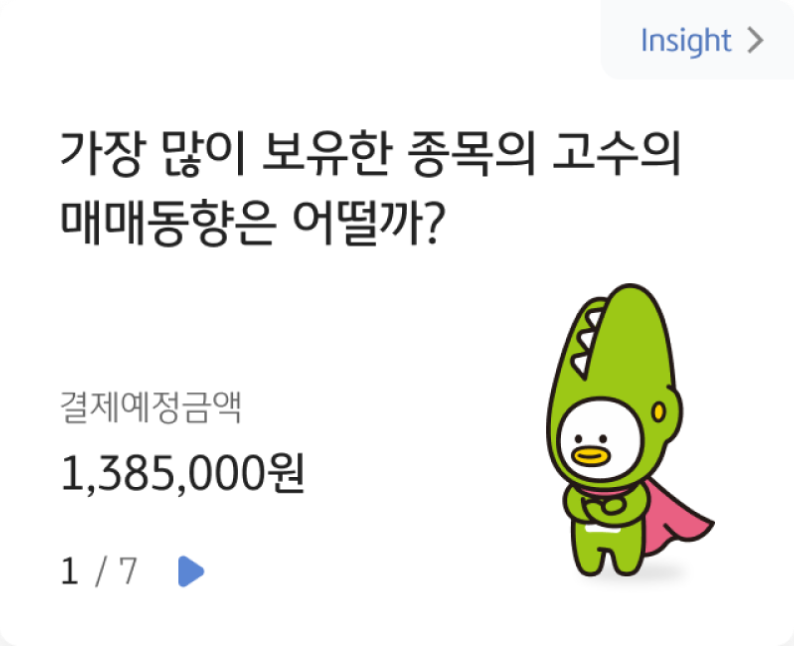 Insight >
가장 많이 보유한 종목의 고수의
매매동향은 어떨까?
결제예정금액
1,385,000원
1 / 7